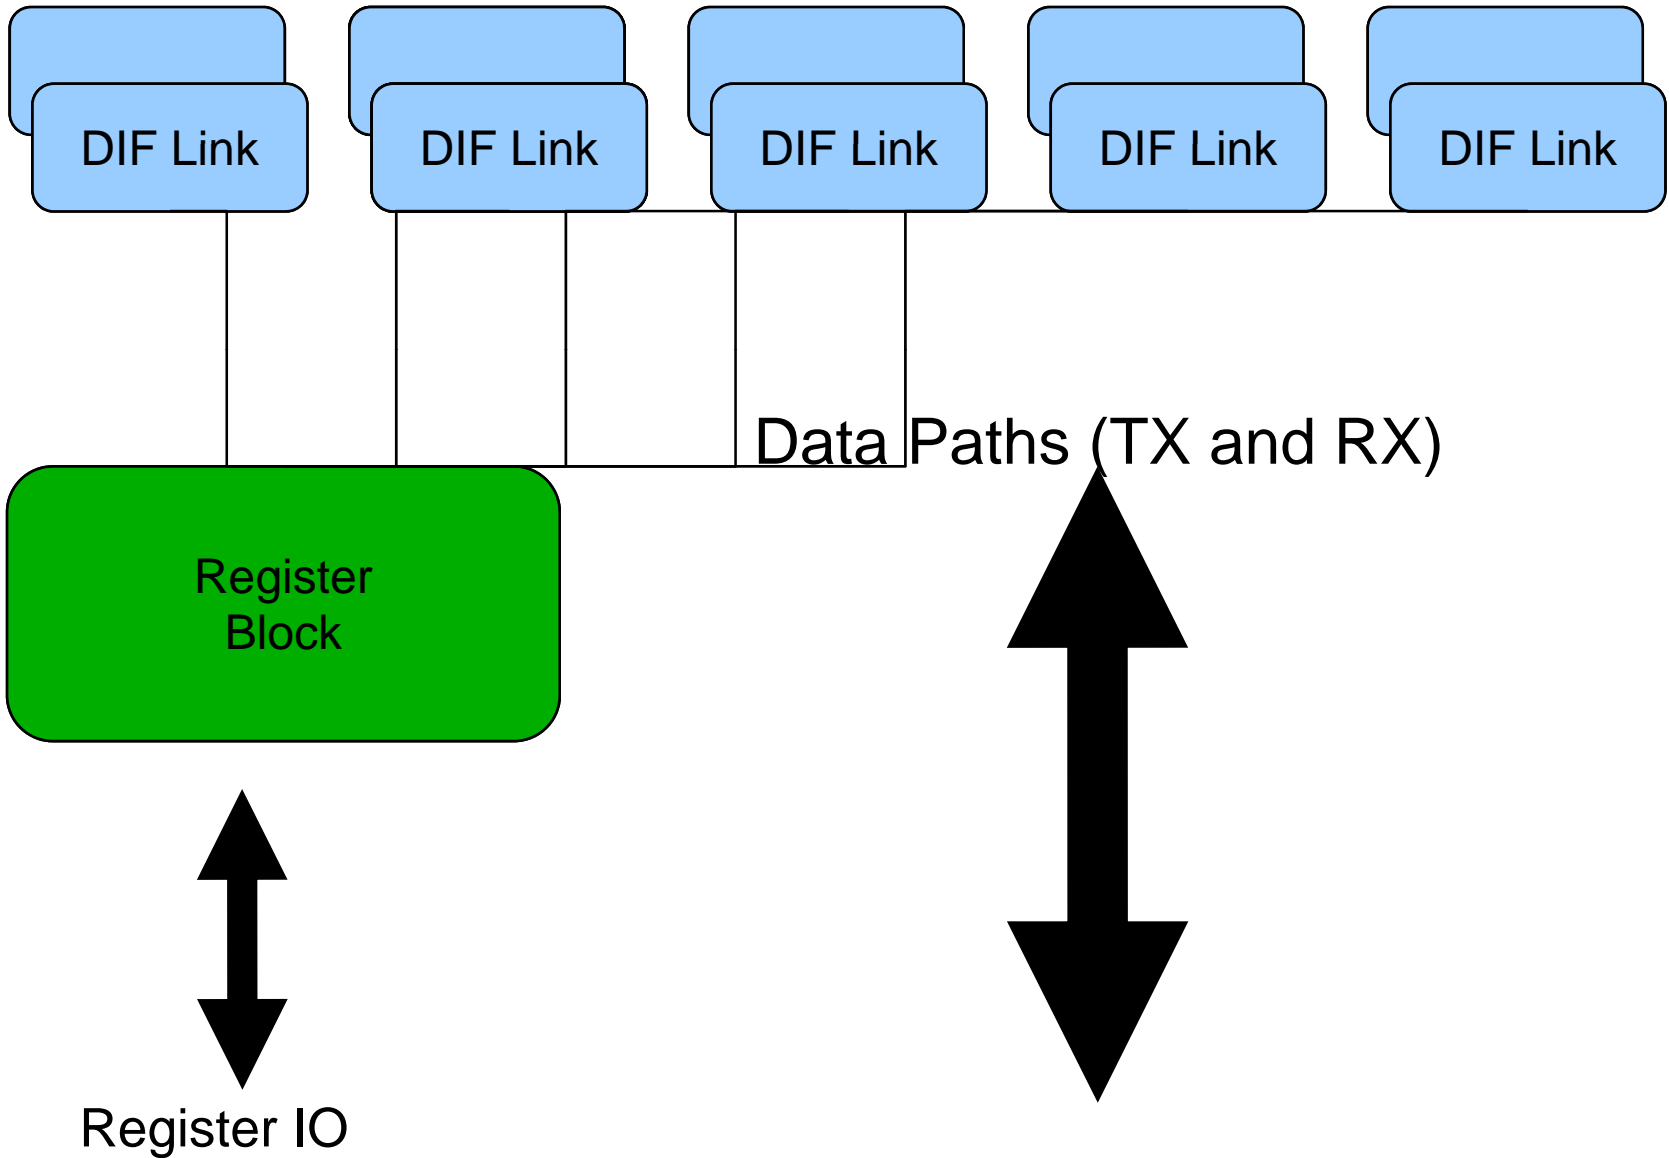 DIF Link
DIF Link
DIF Link
DIF Link
DIF Link
Data Paths (TX and RX)
Register
Block
Register IO